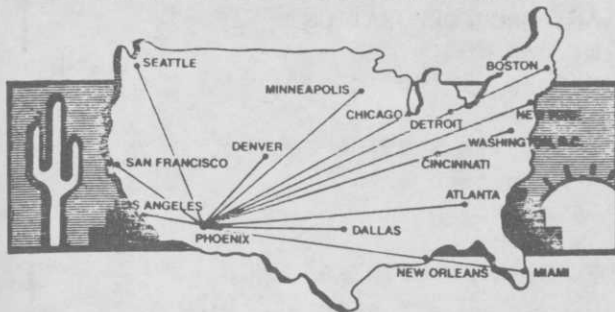 SEATTLE
BOSTON
MINNEAPOLIS
CHICAGO
DETROIT
NEW YORK
WASHINGTON, D.C.
DENVER
CINCINNATI
SAN FRANCISCO
S ANGELES
ATLANTA
PHOENIX
DALLAS
NEW ORLEANS
MIAMI